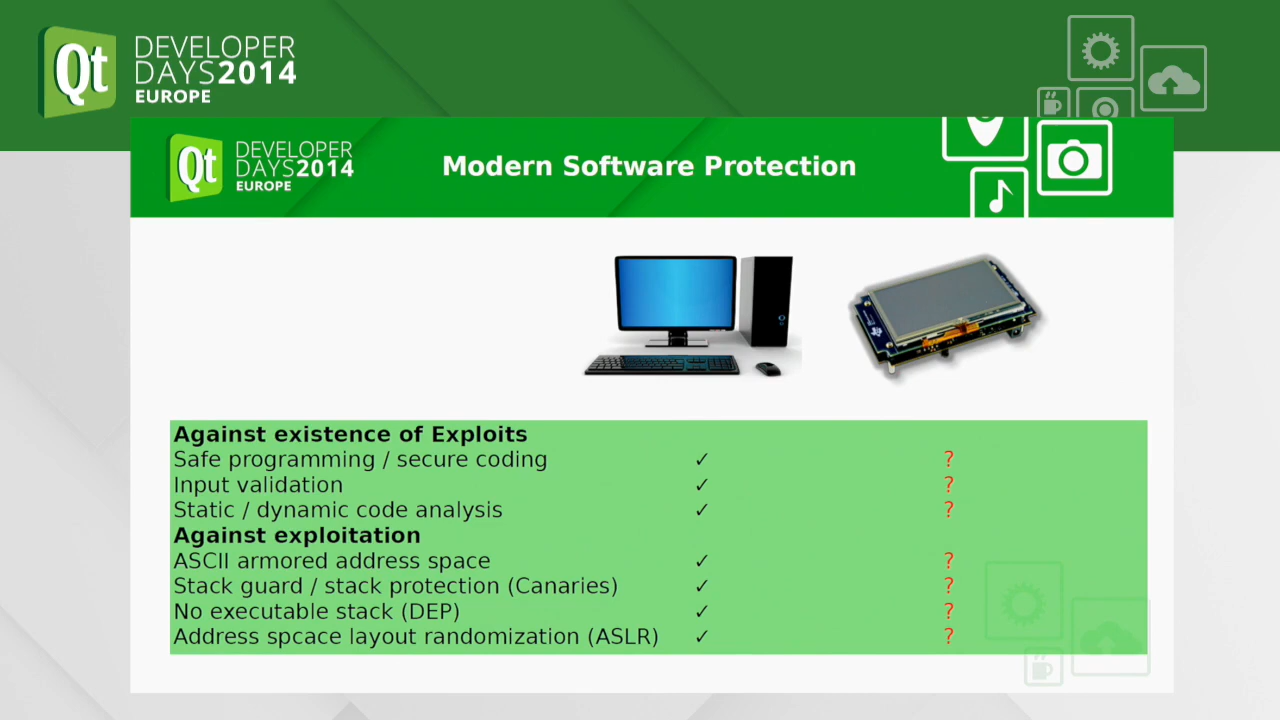 Qt DEVELOPER
DAYS2014
EUROPE
Qt DEVELOPER
DAYS2014
EUROPE
Modern Software Protection
Against existence of Exploits
Safe programming / secure coding ✓ ?
Input validation ✓ ?
Static / dynamic code analysis ✓ ?
Against exploitation
ASCII armored address space ✓ ?
Stack guard / stack protection (Canaries) ✓ ?
No executable stack (DEP) ✓ ?
Address spcace layout randomization (ASLR) ✓ ?